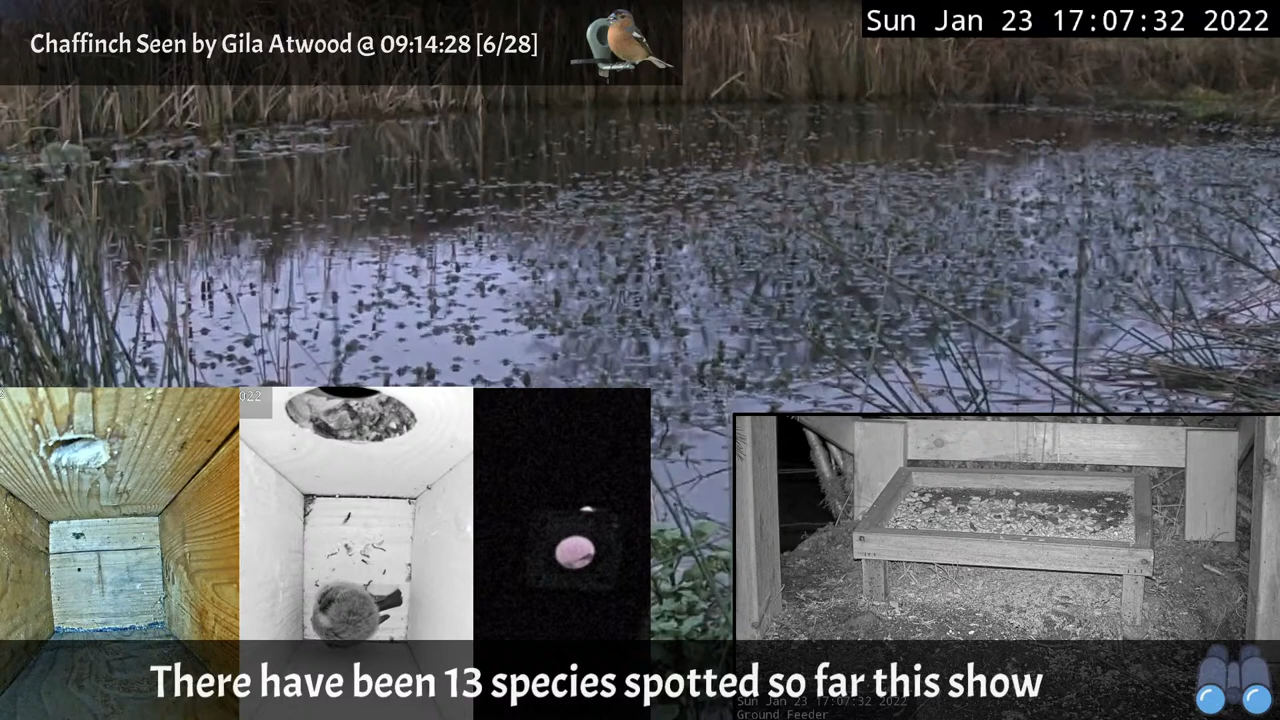 Chaffinch Seen by Gila Atwood @ 09:14:28 [6/28]
Sun Jan 23 17:07:32 2022
022
There have been 13 species spotted so far this show
Sun Jan 23 17:07:32 2022
Ground Feeder